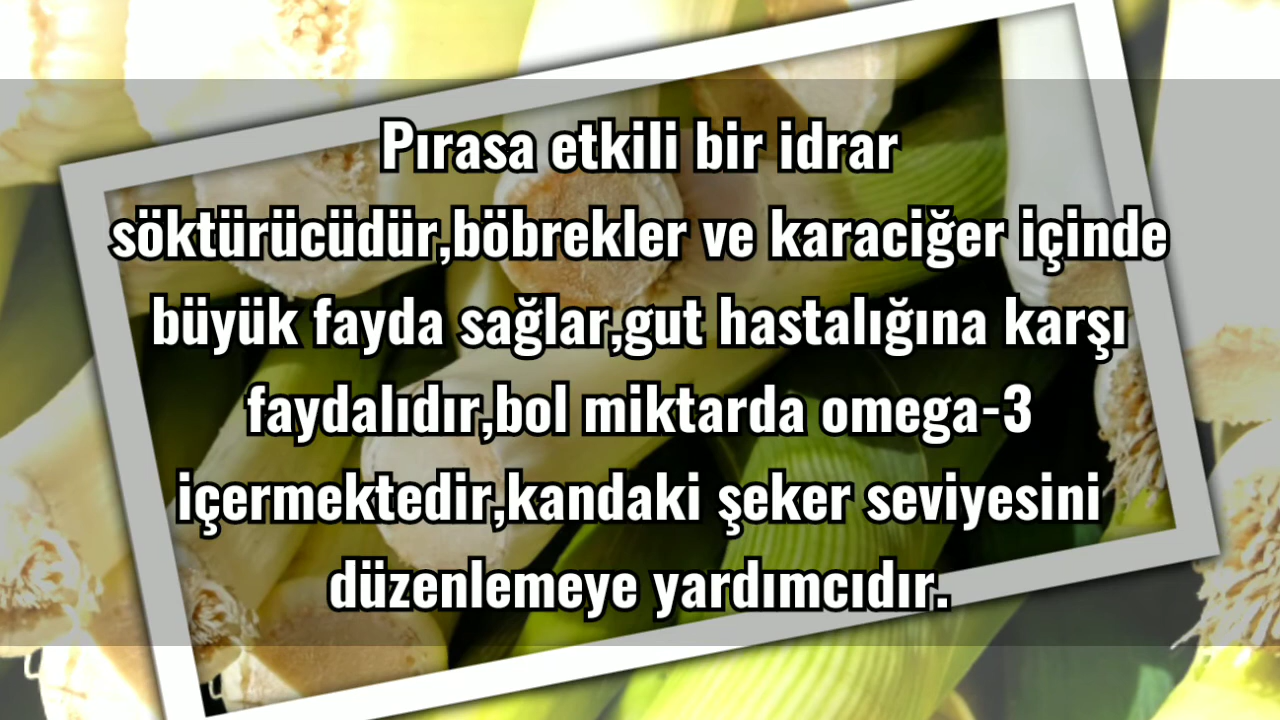 Pırasa etkili bir idrar
söktürücüdür,böbrekler ve karaciğer içinde
büyük fayda sağlar,gut hastalığına karşı
faydalıdır,bol miktarda omega-3
içermektedir,kandaki şeker seviyesini
düzenlemeye yardımcıdır.